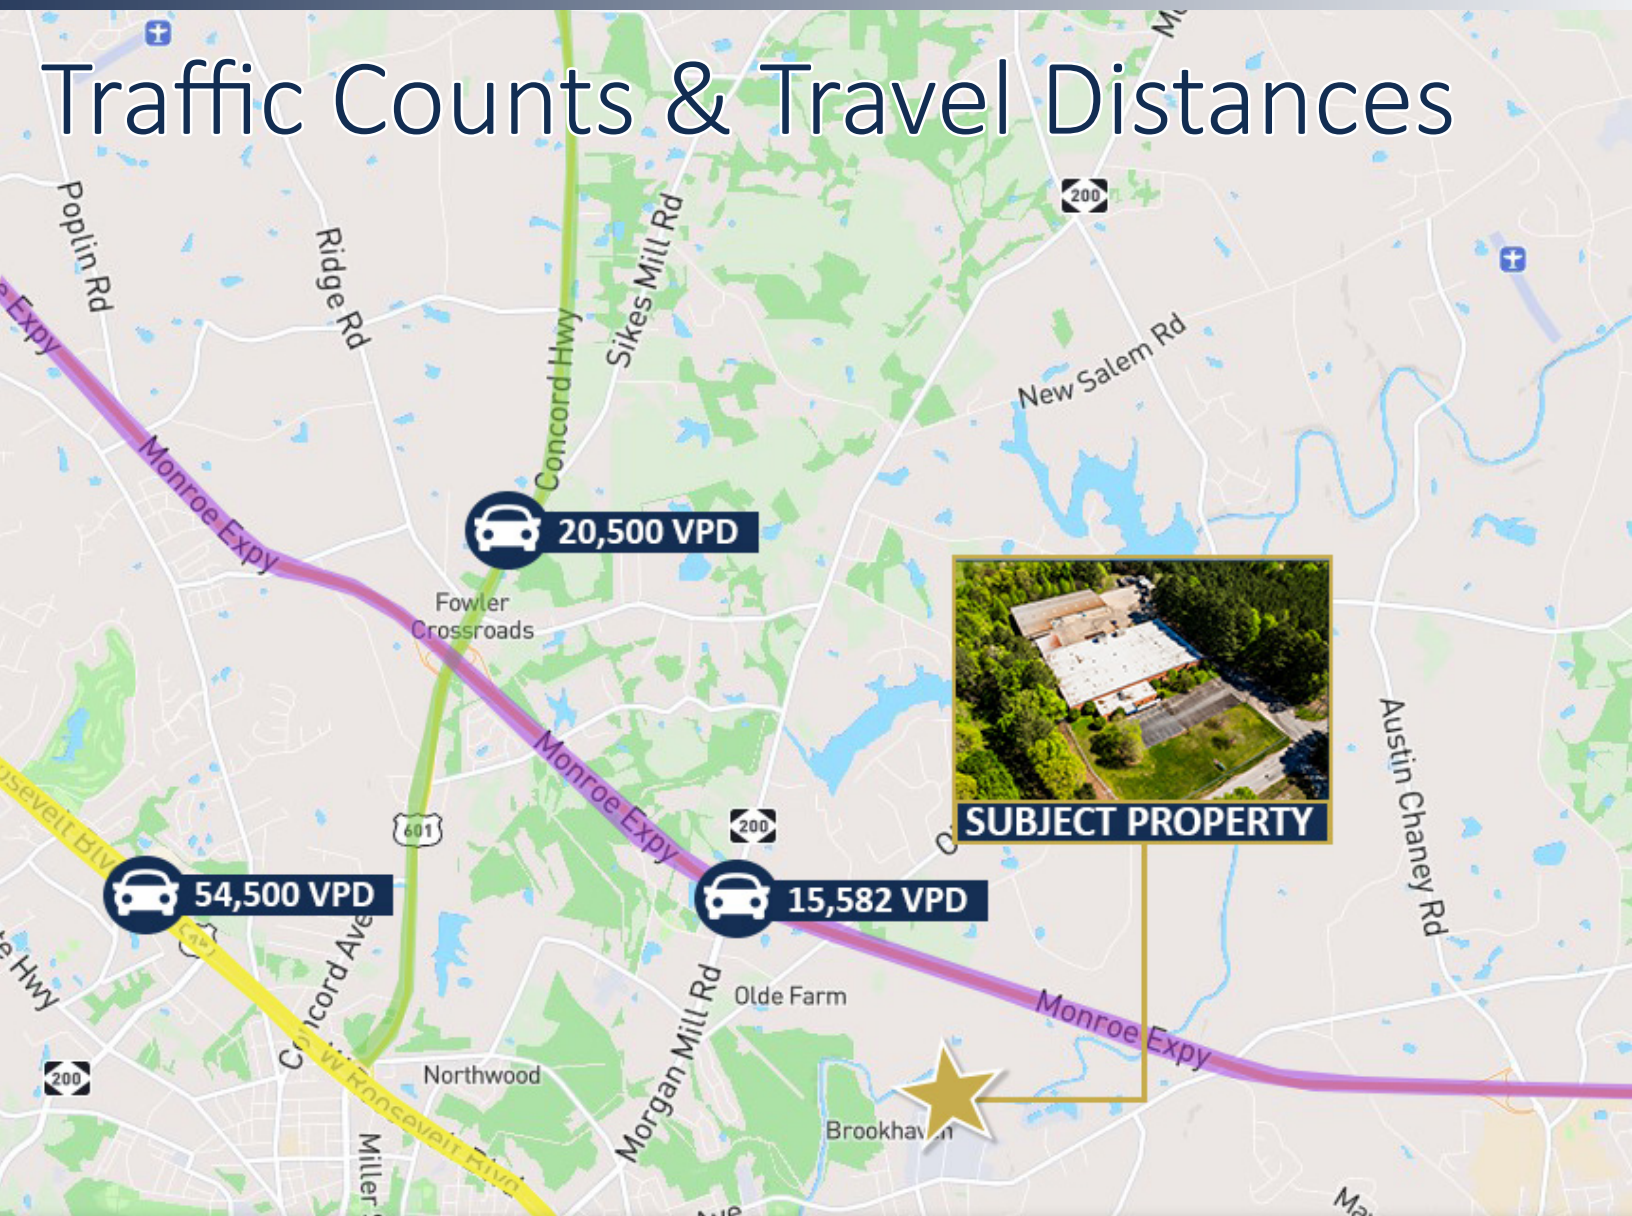 Traffic Counts & Travel Distances
200
Poplin Rd
Ridge Rd
Sikes Mill Rd
Concord Hwy
New Salem Rd
Expy
Monroe Expy
20,500 VPD
Fowler
Crossroads
Monroe Expy
Austin Chaney Rd
601
200
SUBJECT PROPERTY
54,500 VPD
15,582 VPD
Concord Ave
Hwy
Olde Farm
Morgan Mill Rd
Monroe Expy
200
Northwood
W Roosevelt Blvd
Brookhaven
Miller